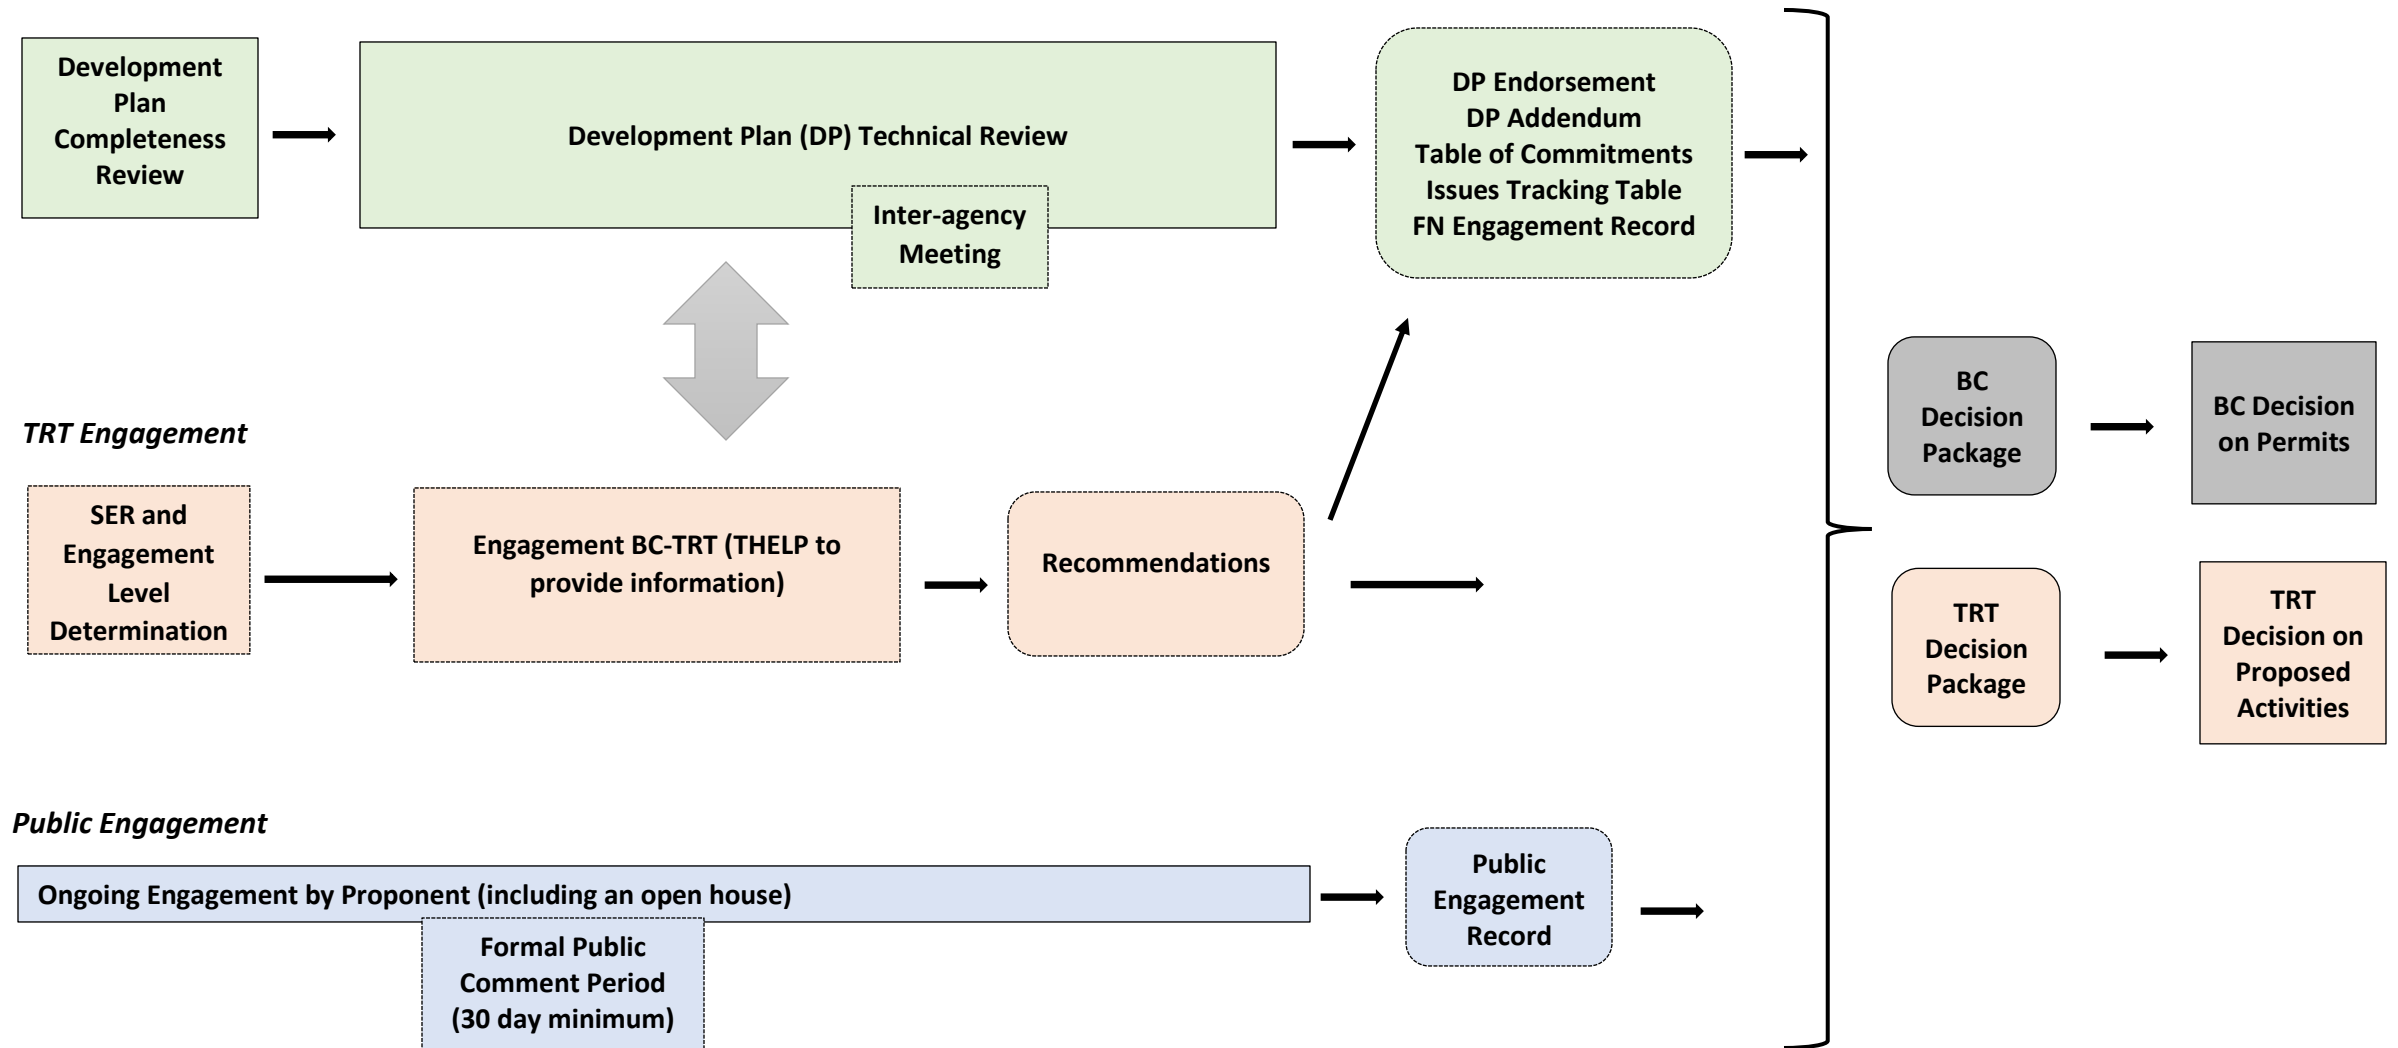 Development
Plan
Completeness
Review
Development Plan (DP) Technical Review
Inter-agency
Meeting
DP Endorsement
DP Addendum
Table of Commitments
Issues Tracking Table
FN Engagement Record
TRT Engagement
SER and
Engagement
Level
Determination
Engagement BC-TRT (THELP to
provide information)
Recommendations
BC
Decision
Package
BC Decision
on Permits
TRT
Decision
Package
TRT
Decision on
Proposed
Activities
Public Engagement
Ongoing Engagement by Proponent (including an open house)
Formal Public
Comment Period
(30 day minimum)
Public
Engagement
Record